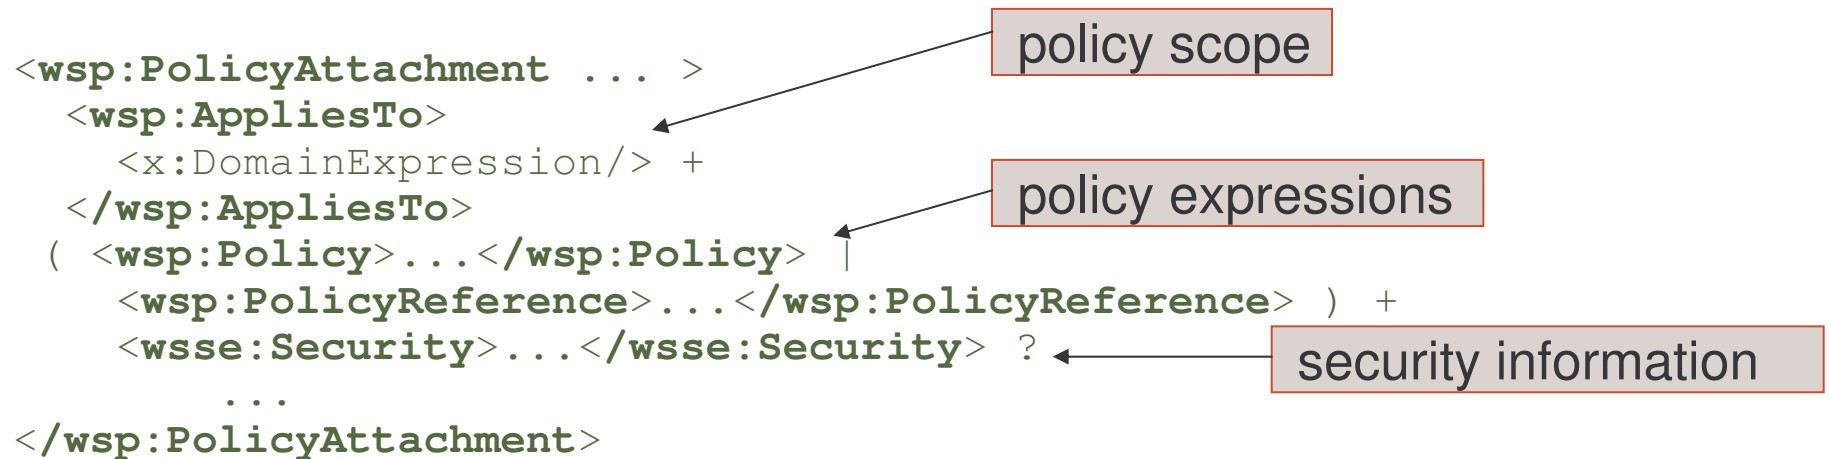 policy scope
<wsp:PolicyAttachment ... >
<wsp:AppliesTo>
<x:DomainExpression/> +
policy expressions
</wsp:AppliesTo>
( <wsp:Policy>...</wsp:Policy> |
<wsp:PolicyReference>...</wsp:PolicyReference> ) +
<wsse:Security>...</wsse:Security> ?
security information
...
</wsp:PolicyAttachment>